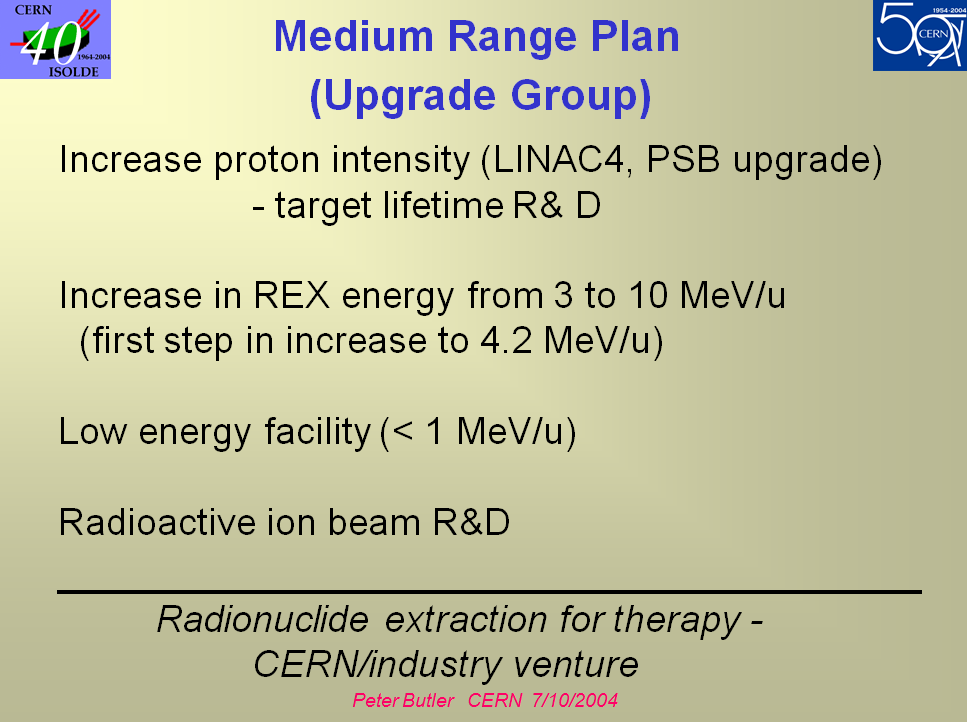 CERN
40
1964-2004
ISOLDE
Medium Range Plan
(Upgrade Group)
1954-2004
50
CERN
Increase proton intensity (LINAC4, PSB upgrade)
- target lifetime R& D
Increase in REX energy from 3 to 10 MeV/u
(first step in increase to 4.2 MeV/u)
Low energy facility (< 1 MeV/u)
Radioactive ion beam R&D
Radionuclide extraction for therapy -
CERN/industry venture
Peter Butler CERN 7/10/2004